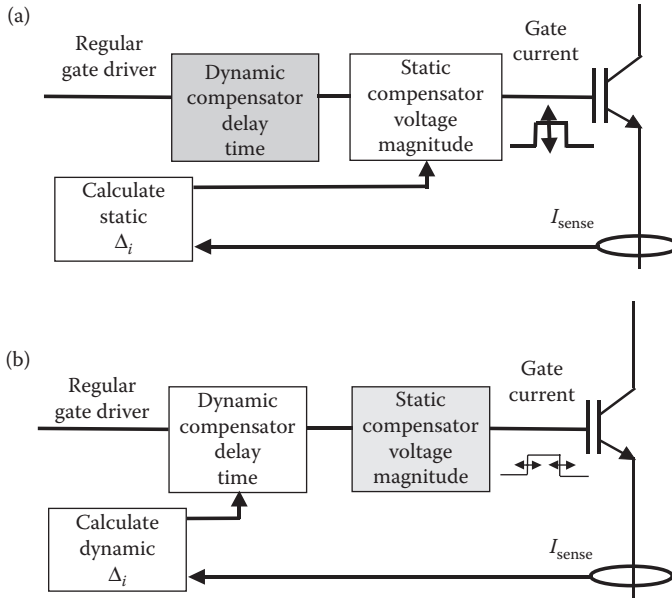 (a)
Regular
gate driver
Dynamic
compensator
delay
time
Static
compensator
voltage
magnitude
Gate
current
Calculate
static
Δi
Isense
(b)
Regular
gate driver
Dynamic
compensator
delay
time
Static
compensator
voltage
magnitude
Gate
current
Calculate
dynamic
Δi
Isense